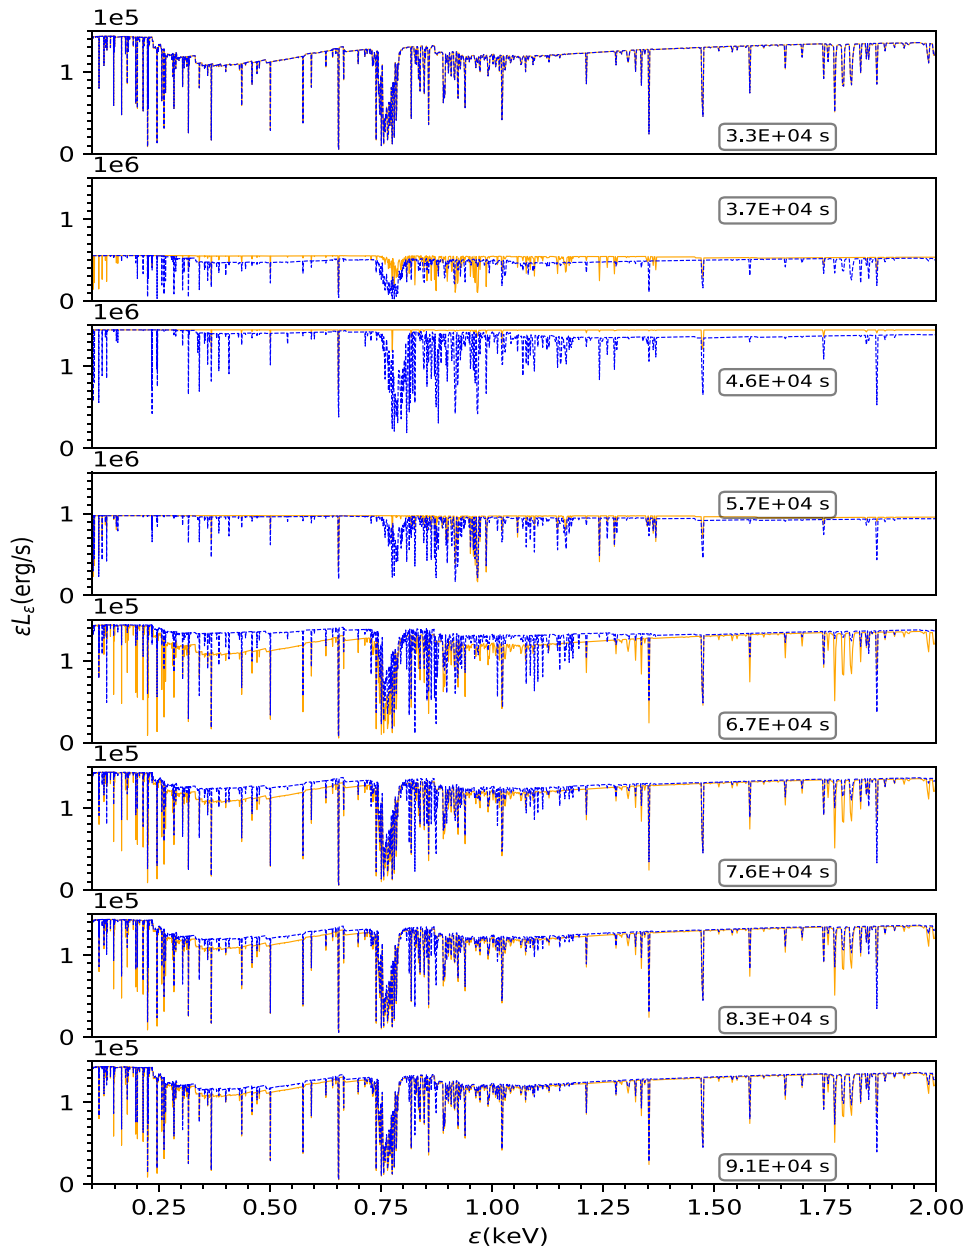 1e5
1
0
3.3E+04 s
1e6
1
0
3.7E+04 s
1e6
1
0
4.6E+04 s
1e6
1
0
5.7E+04 s
1e5
1
0
6.7E+04 s
1e5
1
0
7.6E+04 s
1e5
1
0
8.3E+04 s
1e5
1
0
9.1E+04 s
εLε(erg/s)
0.25 0.50 0.75 1.00 1.25 1.50 1.75 2.00
ε(keV)